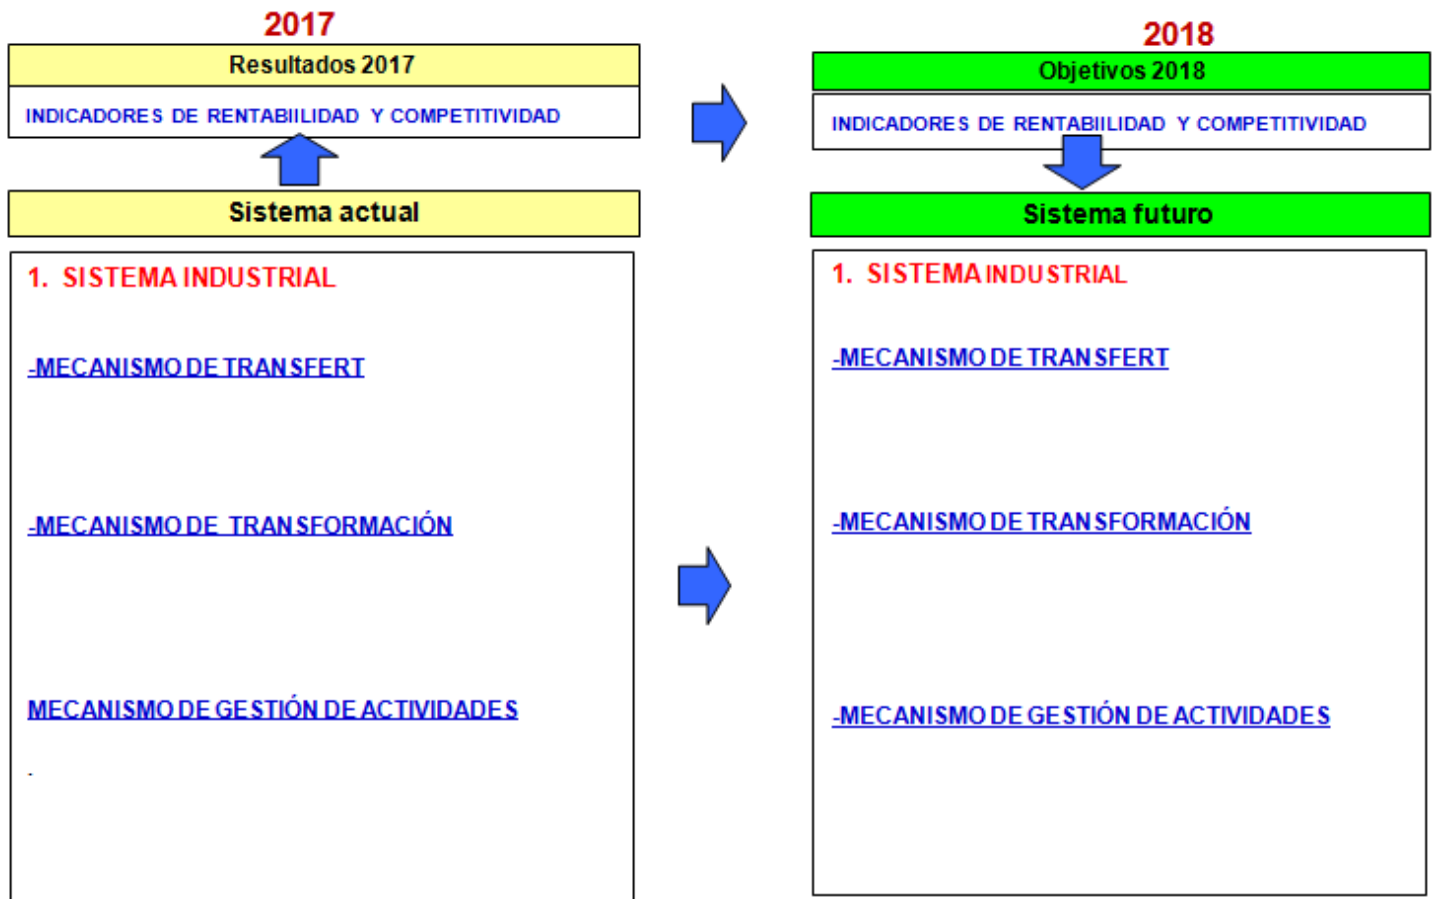 2017
Resultados 2017
INDICADORES DE RENTABIILIDAD Y COMPETITIVIDAD
Sistema actual
1. SISTEMA INDUSTRIAL
-MECANISMO DE TRANSFERT
-MECANISMO DE TRANSFORMACIÓN
MECANISMO DE GESTIÓN DE ACTIVIDADES
.
2018
Objetivos 2018
INDICADORES DE RENTABIILIDAD Y COMPETITIVIDAD
Sistema futuro
1. SISTEMA INDUSTRIAL
-MECANISMO DE TRANSFERT
-MECANISMO DE TRANSFORMACIÓN
-MECANISMO DE GESTIÓN DE ACTIVIDADES